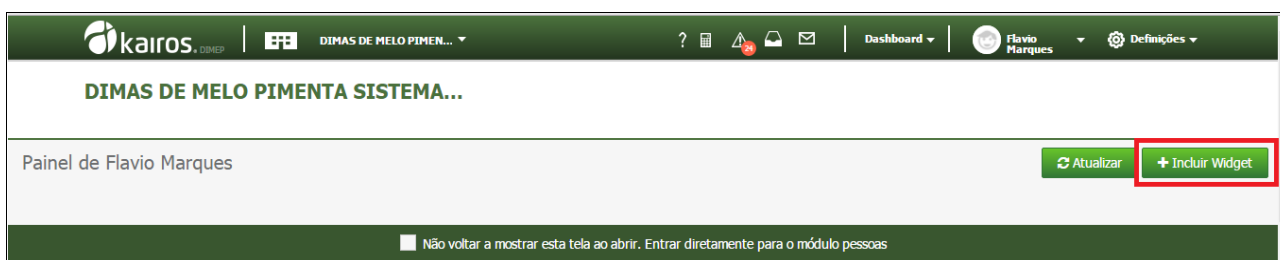 kairos. DIMEP DIMAS DE MELO PIMEN... ? 24 Dashboard Flavio Marques Definições
DIMAS DE MELO PIMENTA SISTEMA...
Painel de Flavio Marques Atualizar + Incluir Widget
Não voltar a mostrar esta tela ao abrir. Entrar diretamente para o módulo pessoas